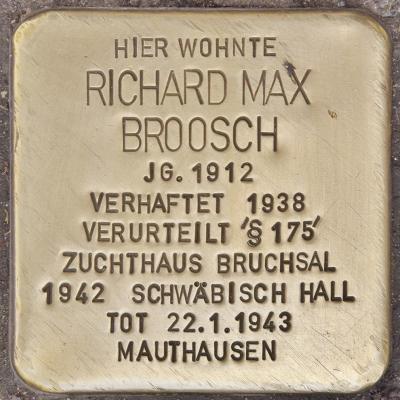 HIER WOHNTE
RICHARD MAX
BROOSCH
JG. 1912
VERHAFTET 1938
VERURTEILT '§ 175'
ZUCHTHAUS BRUCHSAL
1942 SCHWÄBISCH HALL
TOT 22.1.1943
MAUTHAUSEN